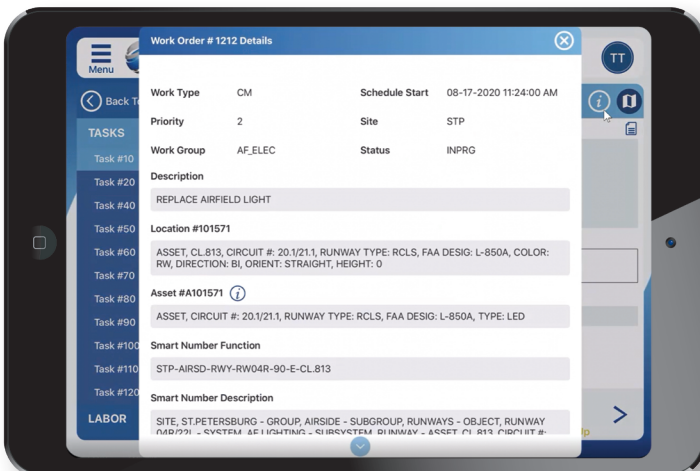 Work Order # 1212 Details
Menu
TT
Back
TASKS
Task #10
Task #20
Task #40
Task #50
Task #60
Task #70
Task #80
Task #90
Task #100
Task #110
Task #120
LABOR
Work Type CM Schedule Start 08-17-2020 11:24:00 AM
Priority 2 Site STP
Work Group AF_ELEC Status INPRG
Description
REPLACE AIRFIELD LIGHT
Location #101571
ASSET, CL.813, CIRCUIT #: 20.1/21.1, RUNWAY TYPE: RCLS, FAA DESIG: L-850A, COLOR:
RW, DIRECTION: BI, ORIENT: STRAIGHT, HEIGHT: 0
Asset #A101571 i
ASSET, CIRCUIT #: 20.1/21.1, RUNWAY TYPE: RCLS, FAA DESIG: L-850A, TYPE: LED
Smart Number Function
STP-AIRSD-RWY-RW04R-90-E-CL.813
Smart Number Description
SITE, ST.PETERSBURG - GROUP, AIRSIDE - SUBGROUP, RUNWAYS - OBJECT, RUNWAY
04R/22L - SYSTEM, AF LIGHTING - SUBSYSTEM, RUNWAY - ASSET, CL.813, CIRCUIT #: